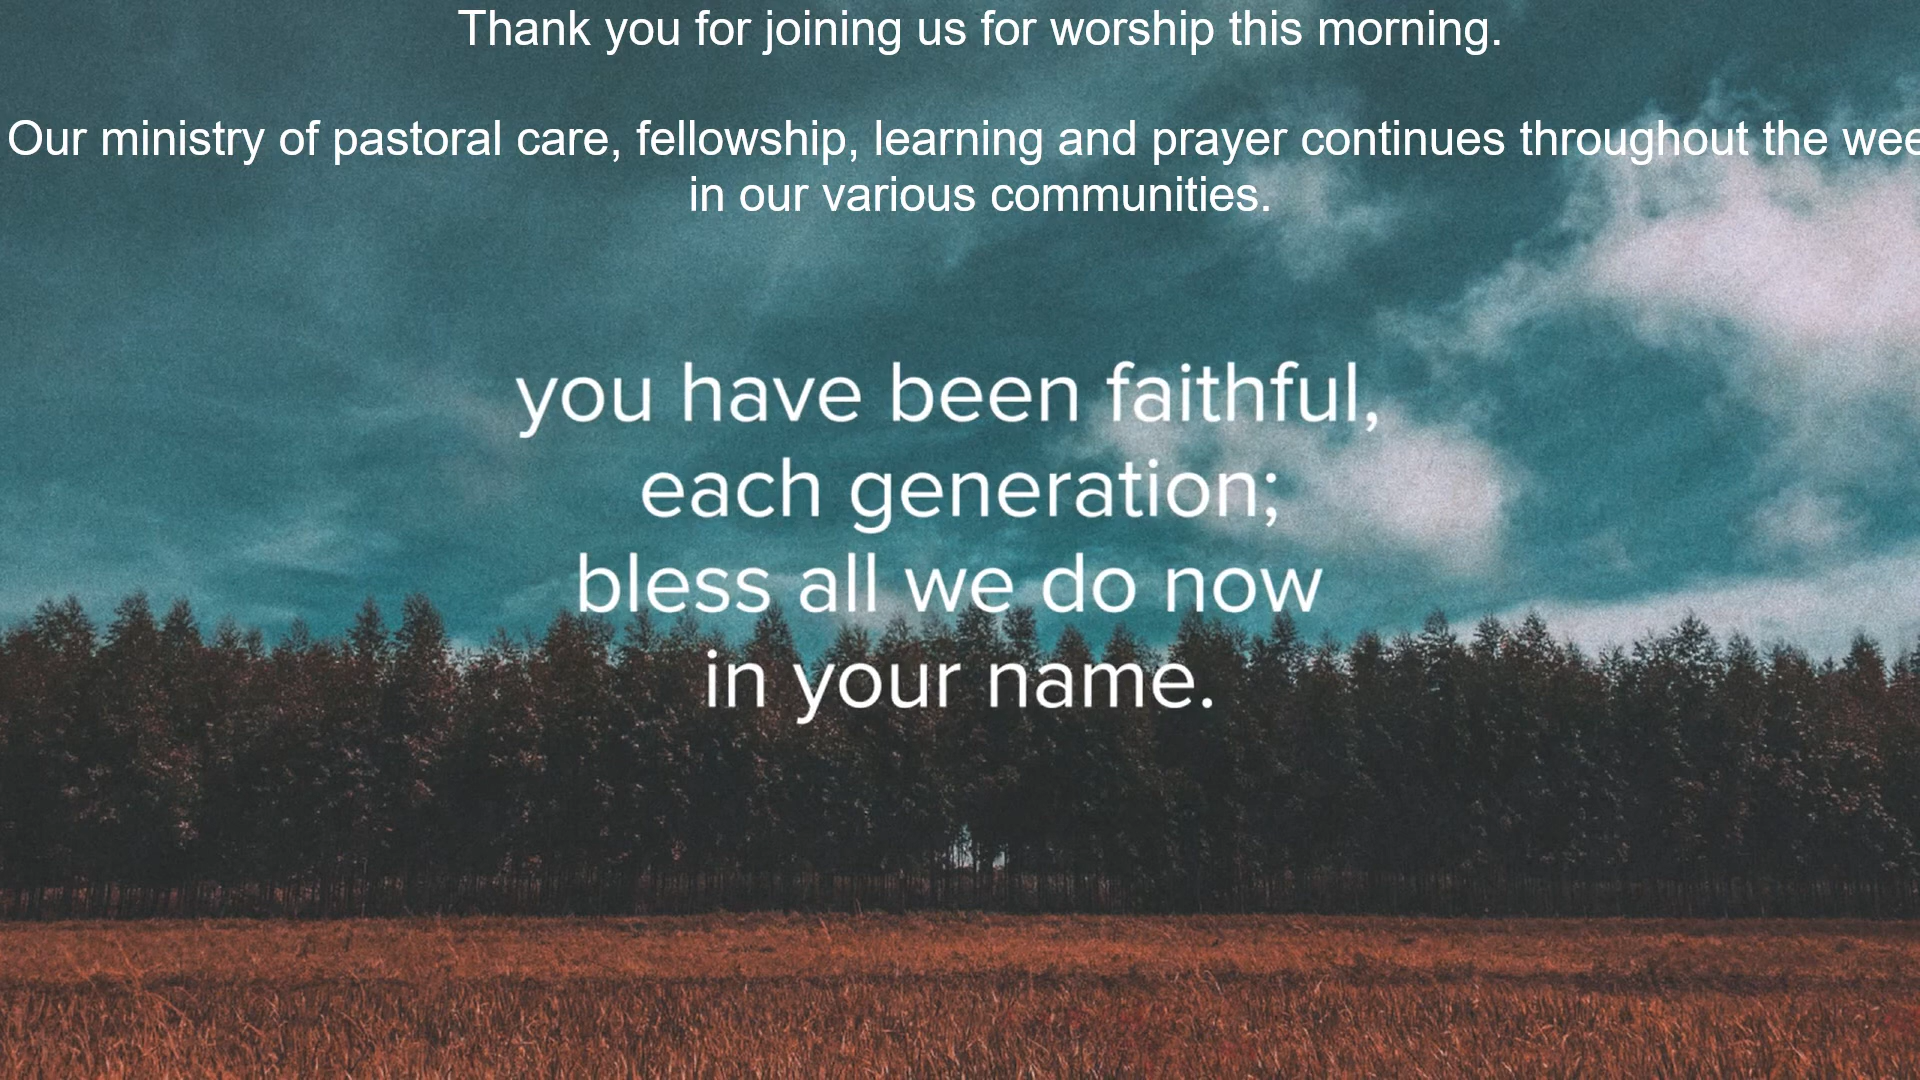 Thank you for joining us for worship this morning.
Our ministry of pastoral care, fellowship, learning and prayer continues throughout the wee
in our various communities.
you have been faithful,
each generation;
bless all we do now
in your name.